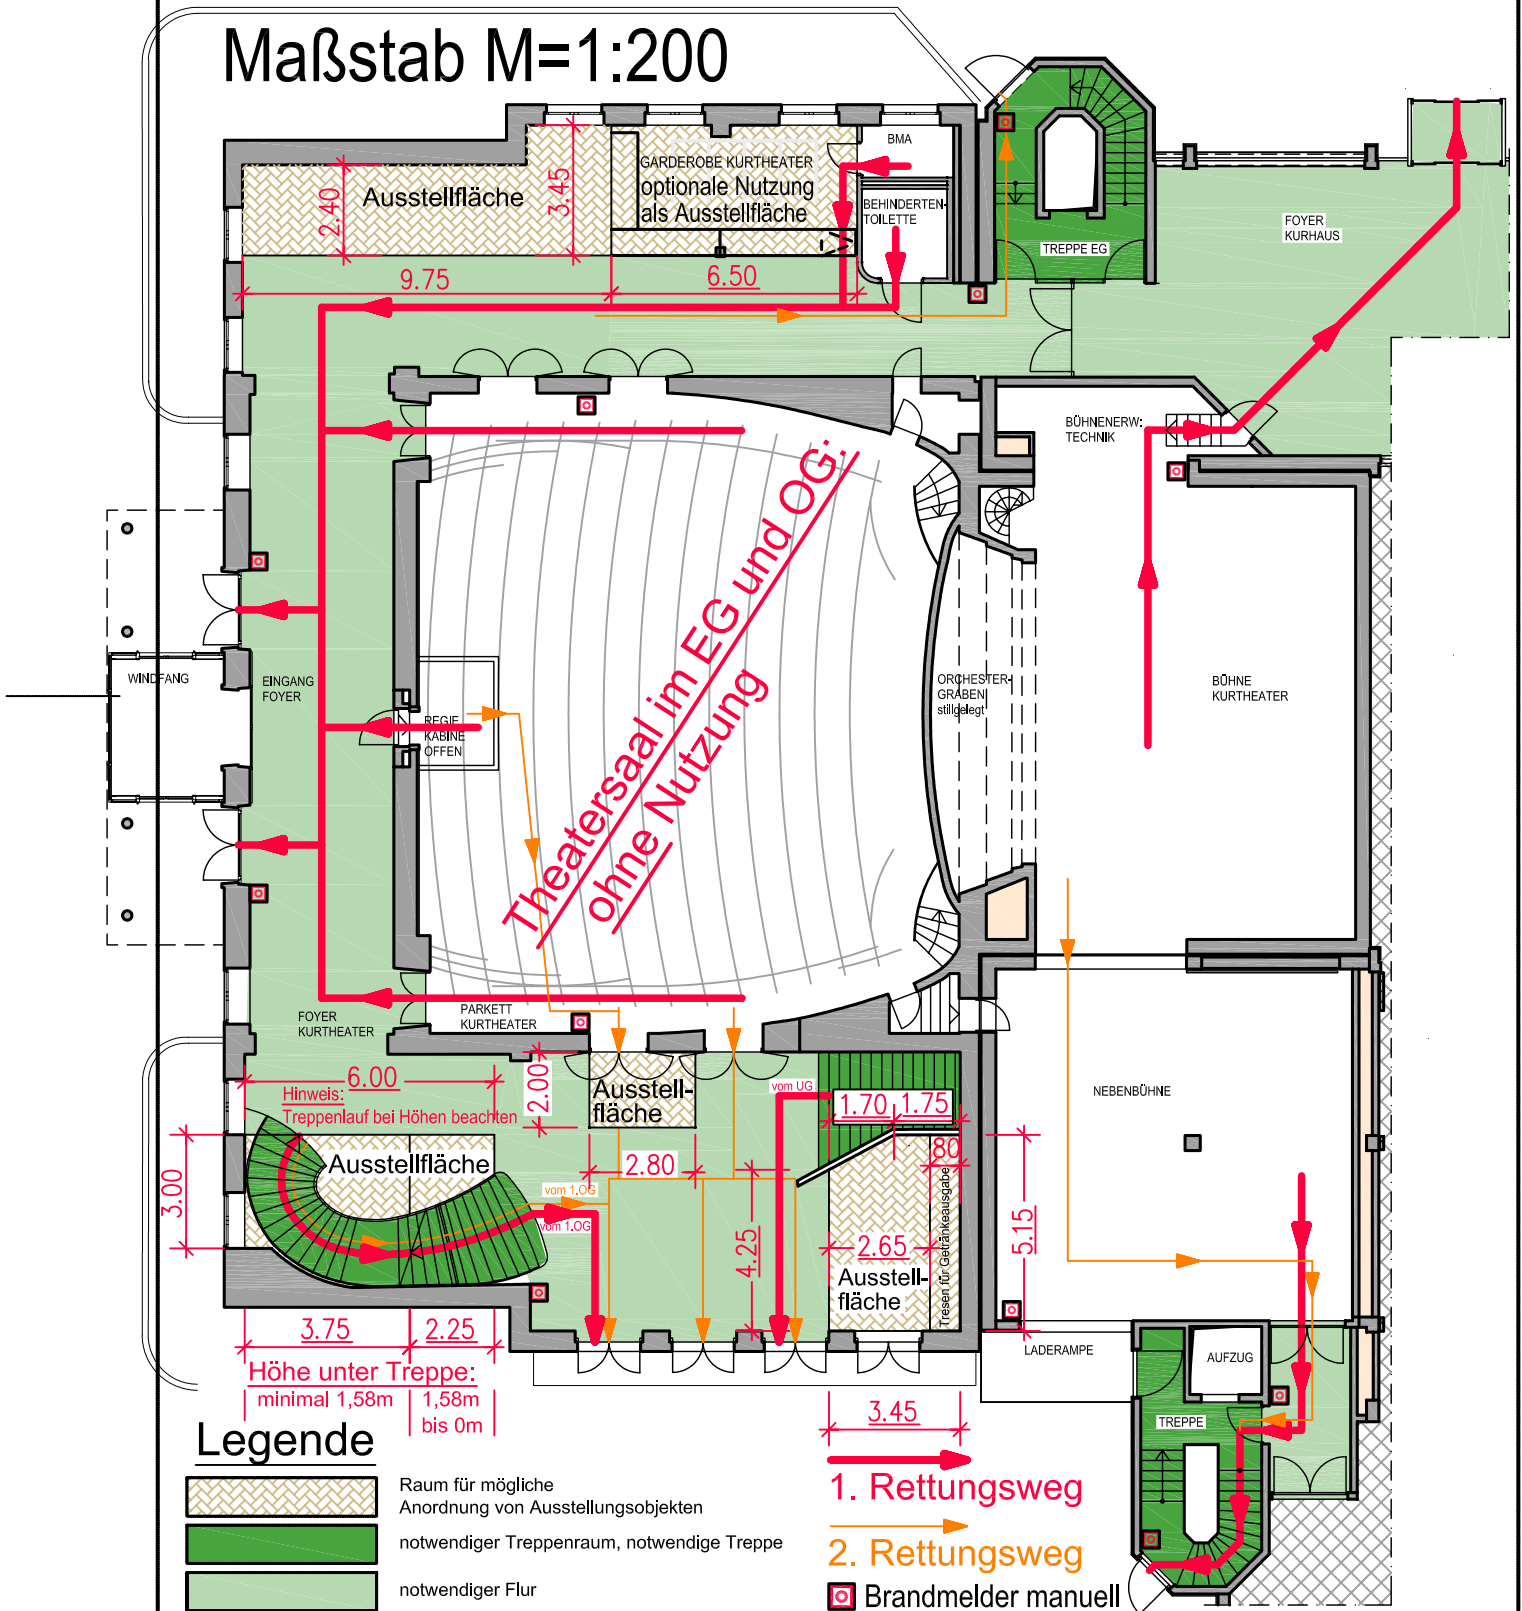 Maßstab M=1:200
BMA
GARDEROBE KURTHEATER
optionale Nutzung
als Ausstellfläche
Ausstellfläche
2.40
3.45
BEHINDERTEN-
TOILETTE
TREPPE EG
FOYER
KURHAUS
9.75
6.50
BÜHNENERW.
TECHNIK
Theatersaal im EG und OG:
ohne Nutzung
WINDFANG
EINGANG
FOYER
REGIE
KABINE
OFFEN
ORCHESTER-
GRABEN
stillgelegt
BÜHNE
KURTHEATER
FOYER
KURTHEATER
PARKETT
KURTHEATER
6.00
Hinweis:
Treppenlauf bei Höhen beachten
2.00
Ausstell-
fläche
vom UG
1.70
1.75
NEBENBÜHNE
3.00
Ausstellfläche
2.80
80
vom 1.OG
vom 1.OG
4.25
2.65
Ausstell-
fläche
Tresen für Getränkeausgabe
5.15
3.75
2.25
Höhe unter Treppe:
minimal 1,58m
1,58m
bis 0m
LADERAMPE
AUFZUG
3.45
TREPPE
Legende
Raum für mögliche
Anordnung von Ausstellungsobjekten
notwendiger Treppenraum, notwendige Treppe
notwendiger Flur
1. Rettungsweg
2. Rettungsweg
Brandmelder manuell